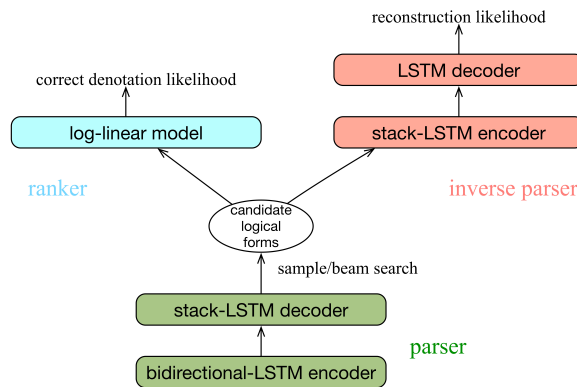 reconstruction likelihood
LSTM decoder
correct denotation likelihood
log-linear model
stack-LSTM encoder
ranker
inverse parser
candidate
logical
forms
sample/beam search
stack-LSTM decoder
parser
bidirectional-LSTM encoder